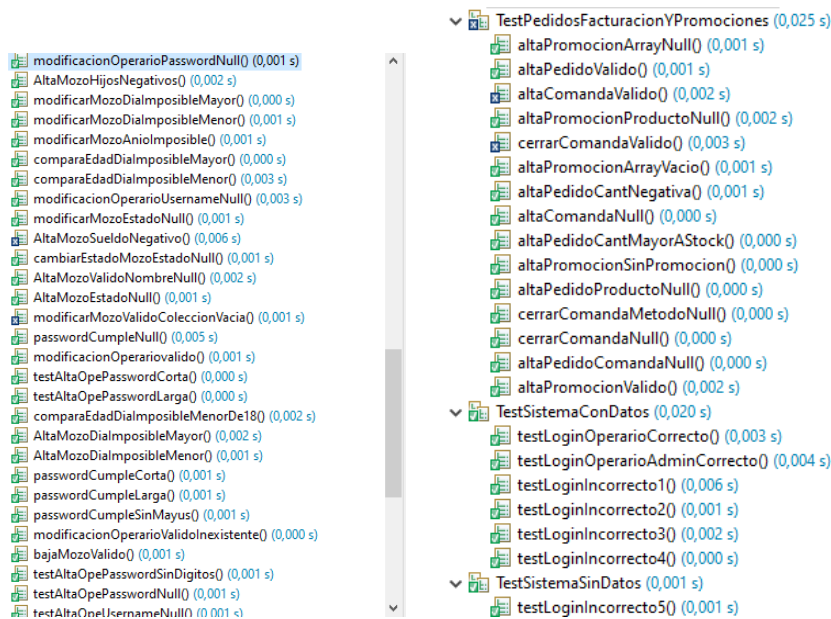 modificacionOperarioPasswordNull() (0,001 s)
AltaMozoHijosNegativos() (0,002 s)
modificarMozoDiaImposibleMayor() (0,000 s)
modificarMozoDiaImposibleMenor() (0,001 s)
modificarMozoAnioImposible() (0,001 s)
comparaEdadDiaImposibleMayor() (0,000 s)
comparaEdadDiaImposibleMenor() (0,003 s)
modificacionOperarioUsernameNull() (0,003 s)
modificarMozoEstadoNull() (0,001 s)
AltaMozoSueldoNegativo() (0,006 s)
cambiarEstadoMozoEstadoNull() (0,001 s)
AltaMozoValidoNombreNull() (0,002 s)
AltaMozoEstadoNull() (0,001 s)
modificarMozoValidoColeccionVacia() (0,001 s)
passwordCumpleNull() (0,005 s)
modificacionOperariovalido() (0,001 s)
testAltaOpePasswordCorta() (0,000 s)
testAltaOpePasswordLarga() (0,000 s)
comparaEdadDiaImposibleMenorDe18() (0,002 s)
AltaMozoDiaImposibleMayor() (0,002 s)
AltaMozoDiaImposibleMenor() (0,001 s)
passwordCumpleCorta() (0,001 s)
passwordCumpleLarga() (0,001 s)
passwordCumpleSinMayus() (0,001 s)
modificacionOperarioValidoInexistente() (0,000 s)
bajaMozoValido() (0,001 s)
testAltaOpePasswordSinDigitos() (0,001 s)
testAltaOpePasswordNull() (0,001 s)
testAltaOpeUsernameNull() (0,001 s)
TestPedidosFacturacionYPromociones (0,025 s)
altaPromocionArrayNull() (0,001 s)
altaPedidoValido() (0,001 s)
altaComandaValido() (0,002 s)
altaPromocionProductoNull() (0,002 s)
cerrarComandaValido() (0,003 s)
altaPromocionArrayVacio() (0,001 s)
altaPedidoCantNegativa() (0,001 s)
altaComandaNull() (0,000 s)
altaPedidoCantMayorAStock() (0,000 s)
altaPromocionSinPromocion() (0,000 s)
altaPedidoProductoNull() (0,000 s)
cerrarComandaMetodoNull() (0,000 s)
cerrarComandaNull() (0,000 s)
altaPedidoComandaNull() (0,000 s)
altaPromocionValido() (0,002 s)
TestSistemaConDatos (0,020 s)
testLoginOperarioCorrecto() (0,003 s)
testLoginOperarioAdminCorrecto() (0,004 s)
testLoginIncorrecto1() (0,006 s)
testLoginIncorrecto2() (0,001 s)
testLoginIncorrecto3() (0,002 s)
testLoginIncorrecto4() (0,000 s)
TestSistemaSinDatos (0,001 s)
testLoginIncorrecto5() (0,001 s)